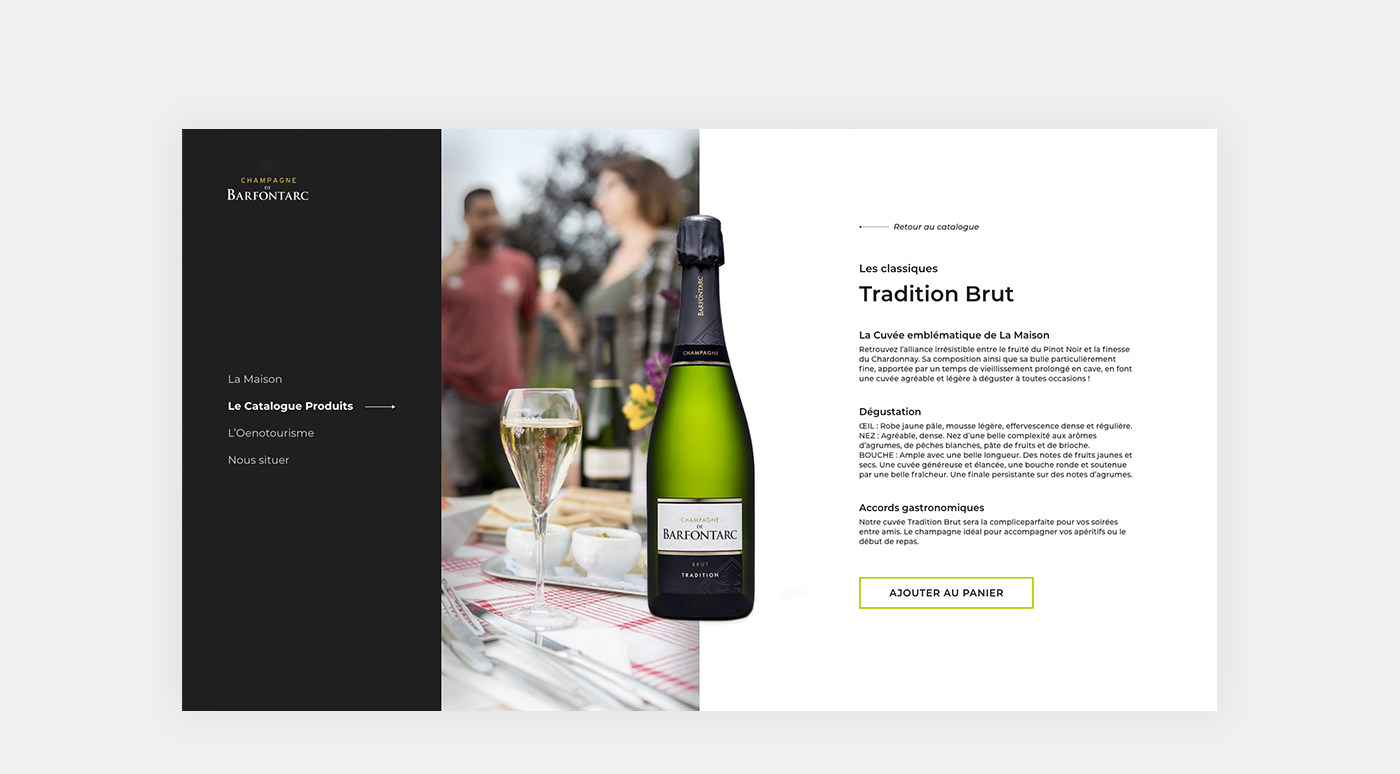 CHAMPAGNE
DE
BARFONTARC
La Maison
Le Catalogue Produits
L'Oenotourisme
Nous situer
BARFONTARC
CHAMPAGNE
CHAMPAGNE
DE
BARFONTARC
BRUT
TRADITION
Retour au catalogue
Les classiques
Tradition Brut
La Cuvée emblématique de La Maison
Retrouvez l'alliance irrésistible entre le fruité du Pinot Noir et la finesse
du Chardonnay. Sa composition ainsi que sa bulle particulièrement
fine, apportée par un temps de vieillissement prolongé en cave, en font
une cuvée agréable et légère à déguster à toutes occasions !
Dégustation
ŒIL : Robe jaune pâle, mousse légère, effervescence dense et régulière.
NEZ : Agréable, dense. Nez d'une belle complexité aux arômes
d'agrumes, de pêches blanches, pâte de fruits et de brioche.
BOUCHE : Ample avec une belle longueur. Des notes de fruits jaunes et
secs. Une cuvée généreuse et élancée, une bouche ronde et soutenue
par une belle fraîcheur. Une finale persistante sur des notes d'agrumes.
Accords gastronomiques
Notre cuvée Tradition Brut sera la compliceparfaite pour vos soirées
entre amis. Le champagne idéal pour accompagner vos apéritifs ou le
début de repas.
AJOUTER AU PANIER